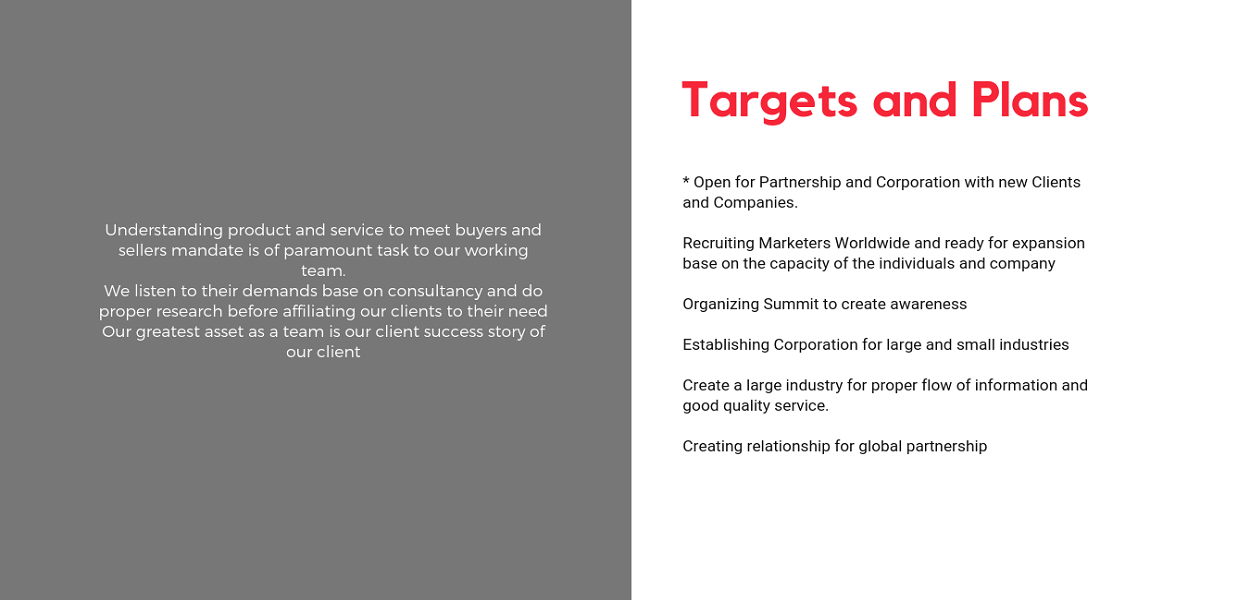 Understanding product and service to meet buyers and
sellers mandate is of paramount task to our working
team.
We listen to their demands base on consultancy and do
proper research before affiliating our clients to their need
Our greatest asset as a team is our client success story of
our client
Targets and Plans
* Open for Partnership and Corporation with new Clients
and Companies.
Recruiting Marketers Worldwide and ready for expansion
base on the capacity of the individuals and company
Organizing Summit to create awareness
Establishing Corporation for large and small industries
Create a large industry for proper flow of information and
good quality service.
Creating relationship for global partnership